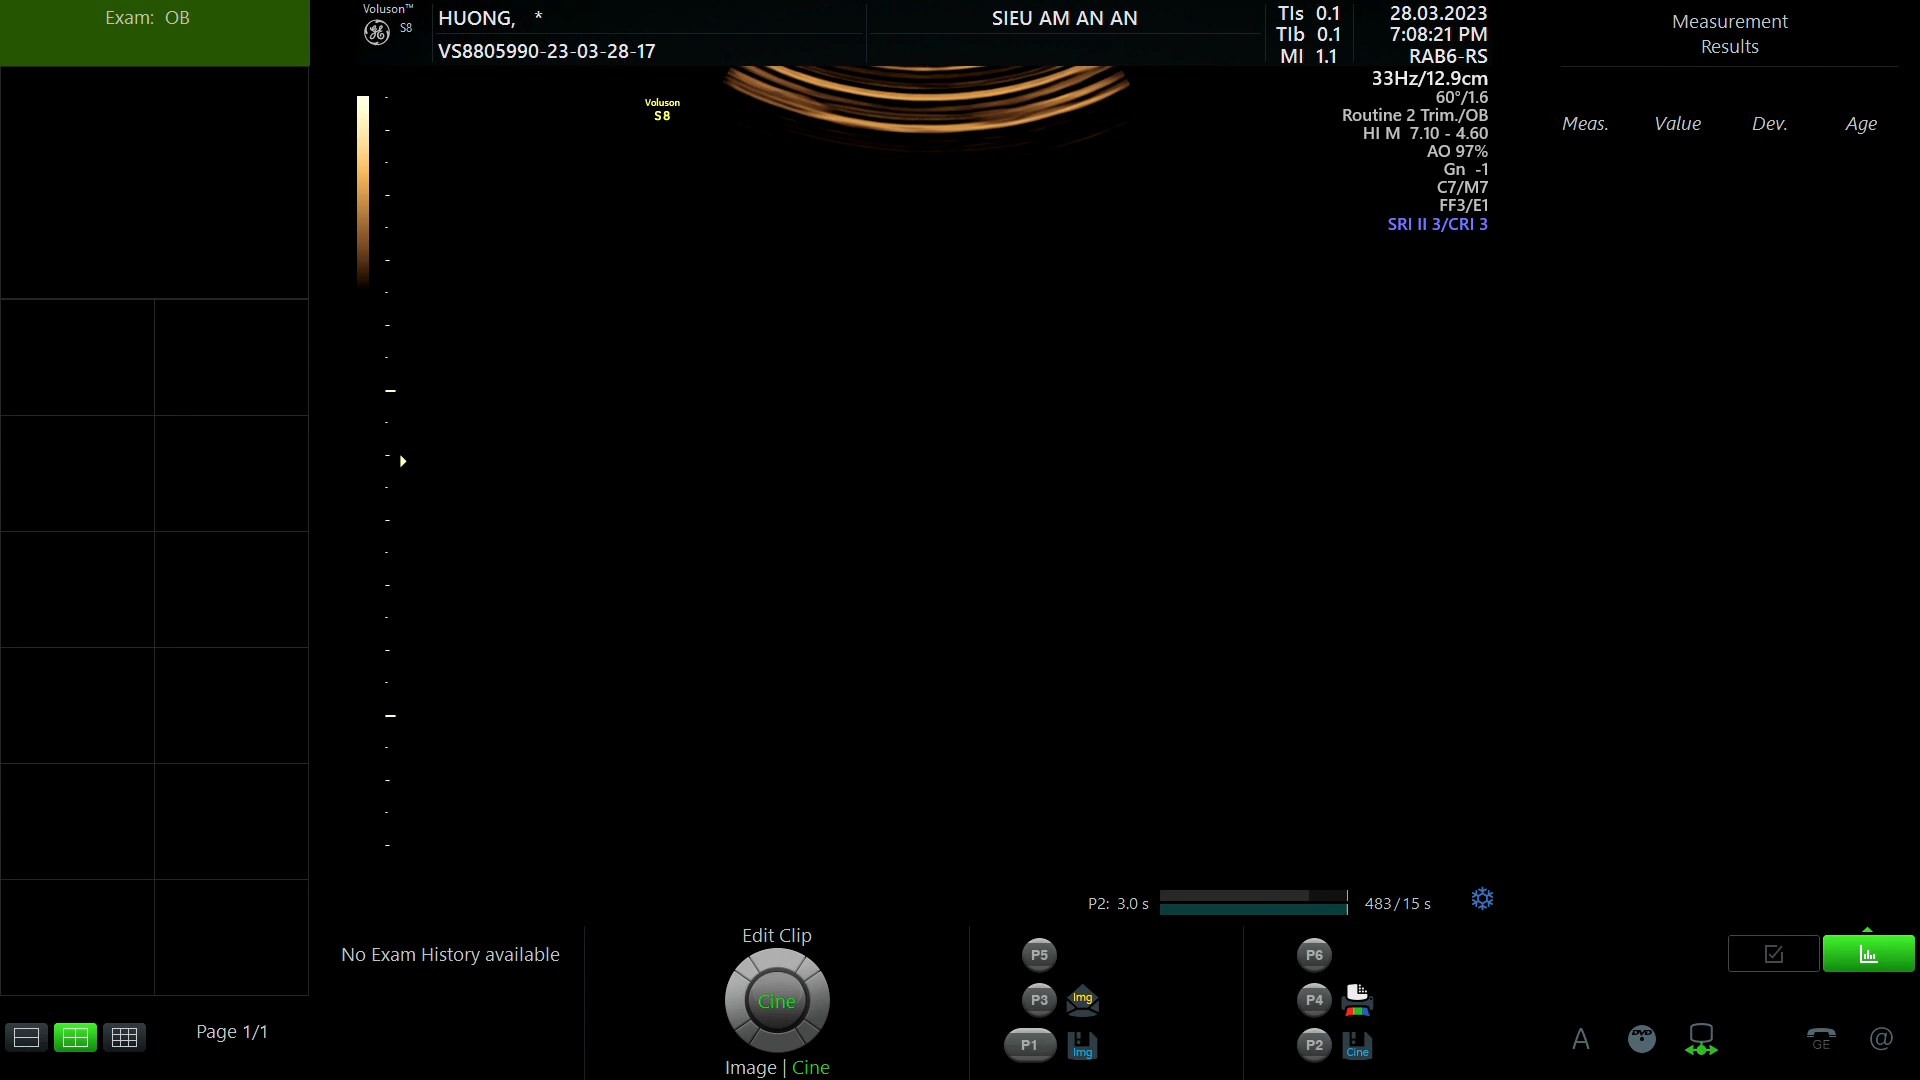 Exam: OB
Voluson™
S8
HUONG, *
VS8805990-23-03-28-17
SIEU AM AN AN
TIs 0.1
TIb 0.1
MI 1.1
28.03.2023
7:08:21 PM
RAB6-RS
33Hz/12.9cm
60°/1.6
Routine 2 Trim./OB
HI M 7.10 - 4.60
AO 97%
Gn -1
C7/M7
FF3/E1
SRI II 3/CRI 3
Voluson
S8
Measurement
Results
Meas. Value Dev. Age
P2: 3.0 s
483/15 s
No Exam History available
Edit Clip
Cine
Image | Cine
P5
P3 Img
P1 Img
P6
P4
P2 Cine
Page 1/1
A
DVD
GE
@